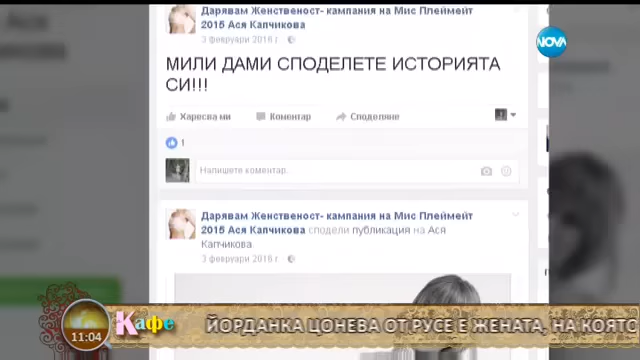 Ася
Капчикова
Дарявам Женственост- кампания на Мис Плеймейт
2015 Ася Капчикова
3 февруари 2016 г.
NOVA
МИЛИ ДАМИ СПОДЕЛЕТЕ ИСТОРИЯТА
СИ!!!
Харесва ми Коментар Споделяне
1
Напишете коментар.
Дарявам Женственост- кампания на Мис Плеймейт
2015 Ася Капчикова сподели публикация на Ася
Капчикова
3 февруари 2016 г.
11:04 Кафе ЙОРДАНКА ЦОНЕВА ОТ РУСЕ Е ЖЕНАТА, НА КОЯТО